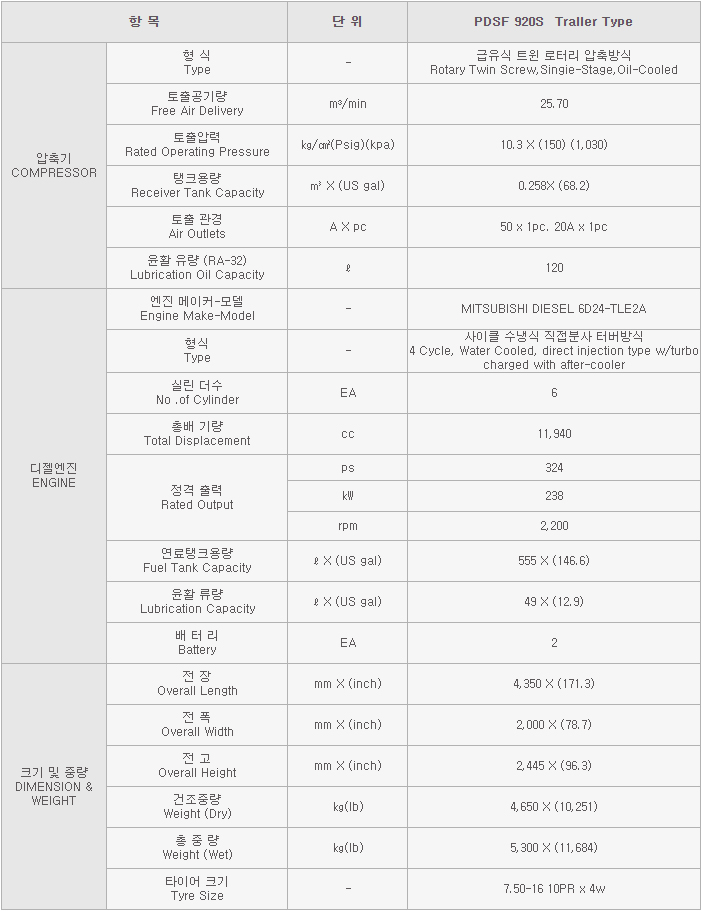 항 목 단 위 PDSF 920S Traller Type
압축기
COMPRESSOR
형 식
Type
-
급유식 트윈 로터리 압축방식
Rotary Twin Screw,Singie-Stage,Oil-Cooled
토출공기량
Free Air Delivery
m³/min
25.70
토출압력
Rated Operating Pressure
㎏/㎠(Psig)(kpa)
10.3 X (150) (1,030)
탱크용량
Receiver Tank Capacity
㎥ X (US gal)
0.258X (68.2)
토출 관경
Air Outlets
A X pc
50 x 1pc. 20A x 1pc
윤활 유량 (RA-32)
Lubrication Oil Capacity
ℓ
120
디젤엔진
ENGINE
엔진 메이커-모델
Engine Make-Model
-
MITSUBISHI DIESEL 6D24-TLE2A
형식
Type
-
사이클 수냉식 직접분사 터버방식
4 Cycle, Water Cooled, direct injection type w/turbo
charged with after-cooler
실린 더수
No .of Cylinder
EA
6
총배 기량
Total Displacement
cc
11,940
정격 출력
Rated Output
ps
324
㎾
238
rpm
2,200
연료탱크용량
Fuel Tank Capacity
ℓ X (US gal)
555 X (146.6)
윤활 류량
Lubrication Capacity
ℓ X (US gal)
49 X (12.9)
배 터 리
Battery
EA
2
크기 및 중량
DIMENSION &
WEIGHT
전 장
Overall Length
mm X (inch)
4,350 X (171.3)
전 폭
Overall Width
mm X (inch)
2,000 X (78.7)
전 고
Overall Height
mm X (inch)
2,445 X (96.3)
건조중량
Weight (Dry)
㎏(lb)
4,650 X (10,251)
총 중 량
Weight (Wet)
㎏(lb)
5,300 X (11,684)
타이어 크기
Tyre Size
-
7.50-16 10PR x 4w